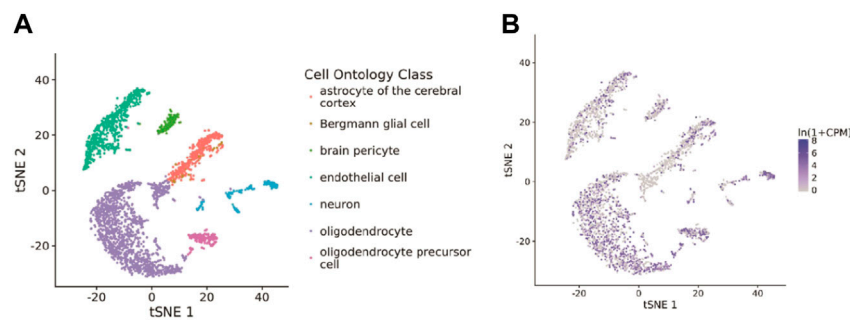 A
B
40
20
0
-20
tSNE 2
-20
0
20
40
tSNE 1
Cell Ontology Class
astrocyte of the cerebral
cortex
Bergmann glial cell
brain pericyte
endothelial cell
neuron
oligodendrocyte
oligodendrocyte precursor
cell
40
20
0
-20
tSNE 2
-20
0
20
40
tSNE 1
ln(1+CPM)
8
6
4
2
0